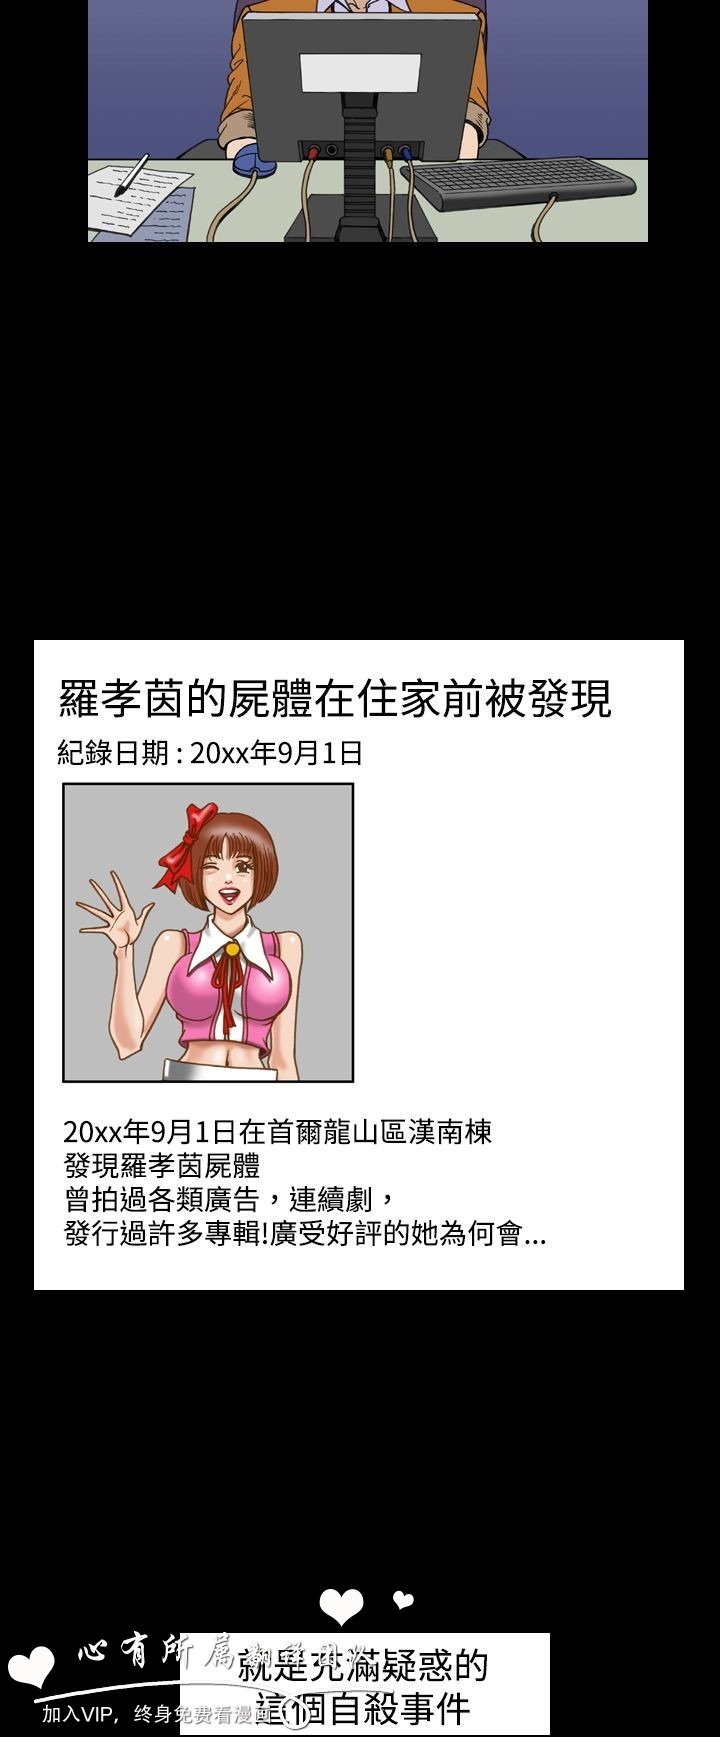 羅孝茵的屍體在住家前被發現
紀錄日期 : 20xx年9月1日
20xx年9月1日在首爾龍山區漢南棟
發現羅孝茵屍體
曾拍過各類廣告，連續劇，
發行過許多專輯!廣受好評的她為何會...
心有所属翻译团队
就是充滿疑惑的
加入VIP，终身免费看漫画
這個自殺事件